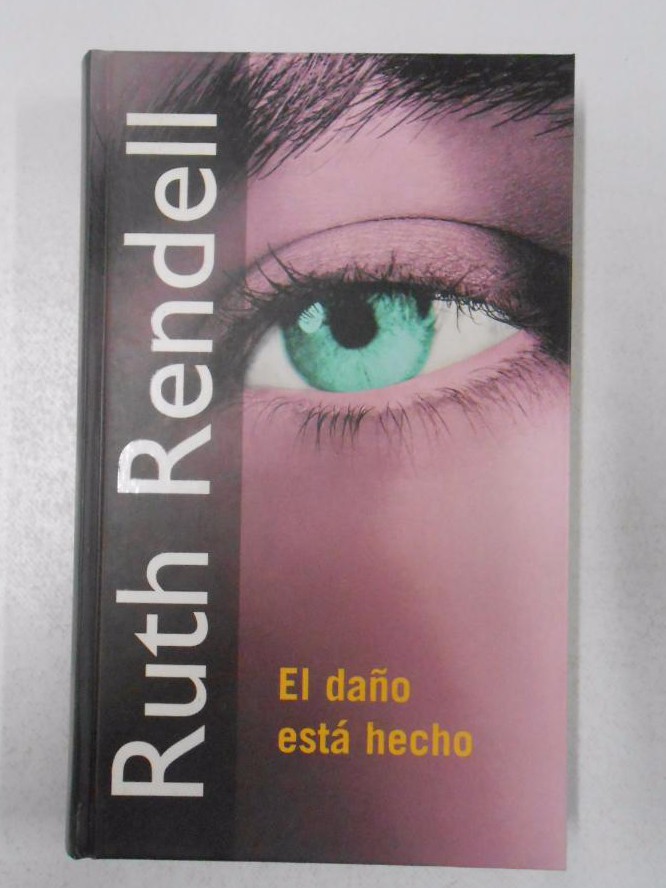 Ruth Rendell
El daño
está hecho